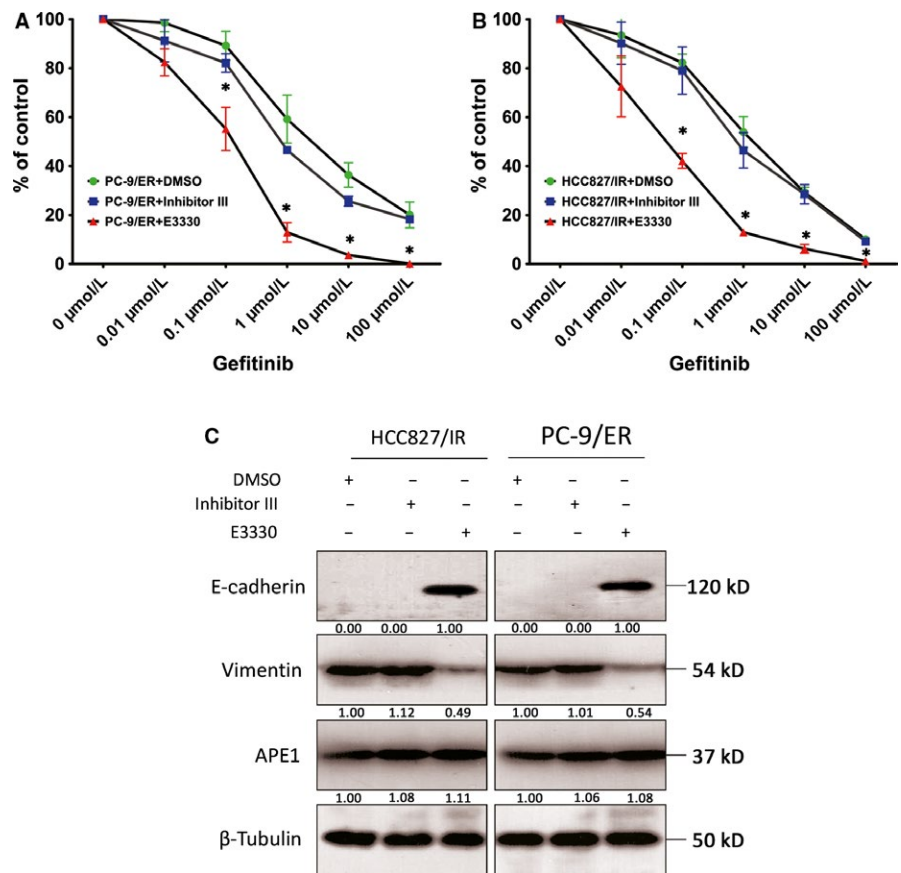 A
% of control
100
80
60
40
20
0
*
*
*
*
PC-9/ER+DMSO
PC-9/ER+Inhibitor III
PC-9/ER+E3330
0 µmol/L
0.01 µmol/L
0.1 µmol/L
1 µmol/L
10 µmol/L
100 µmol/L
Gefitinib
B
% of control
100
80
60
40
20
0
*
*
*
*
HCC827/IR+DMSO
HCC827/IR+Inhibitor III
HCC827/IR+E3330
0 µmol/L
0.01 µmol/L
0.1 µmol/L
1 µmol/L
10 µmol/L
100 µmol/L
Gefitinib
C
HCC827/IR PC-9/ER
DMSO + – – + – –
Inhibitor III – + – – + –
E3330 – – + – – +
E-cadherin 120 kD
0.00 0.00 1.00 0.00 0.00 1.00
Vimentin 54 kD
1.00 1.12 0.49 1.00 1.01 0.54
APE1 37 kD
1.00 1.08 1.11 1.00 1.06 1.08
β-Tubulin 50 kD